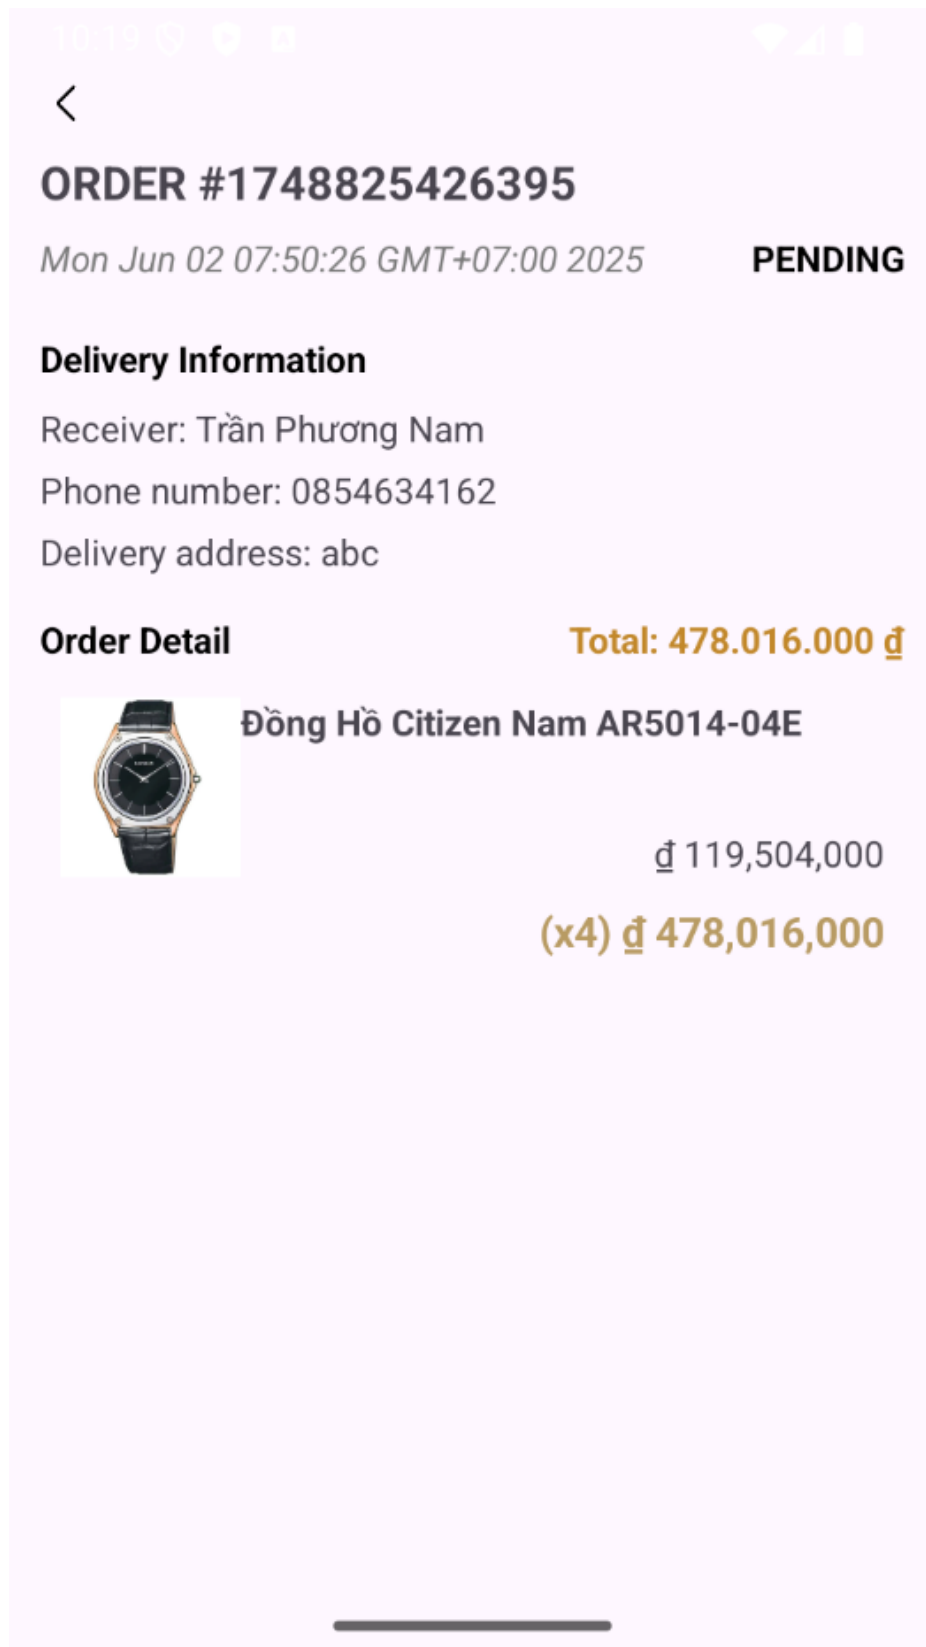 10:19
ORDER #1748825426395
Mon Jun 02 07:50:26 GMT+07:00 2025 PENDING
Delivery Information
Receiver: Trần Phương Nam
Phone number: 0854634162
Delivery address: abc
Order Detail Total: 478.016.000 ₫
Đồng Hồ Citizen Nam AR5014-04E
₫ 119,504,000
(x4) ₫ 478,016,000